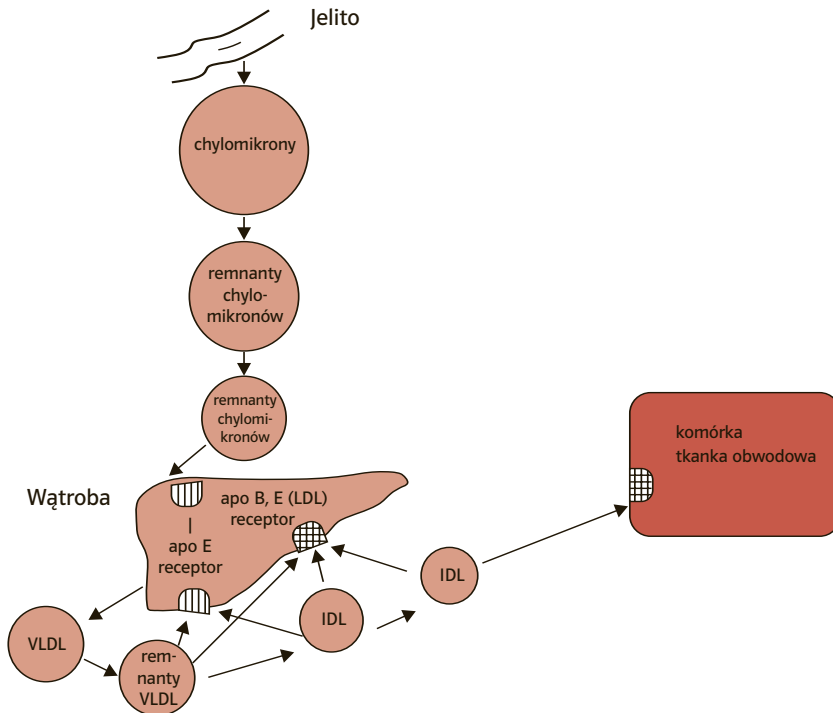 Jelito
chylomikrony
remnanty
chylo-
mikronów
remnanty
chylomi-
kronów
Wątroba
apo B, E (LDL)
receptor
apo E
receptor
komórka
tkanka obwodowa
VLDL
rem-
nanty
VLDL
IDL
IDL